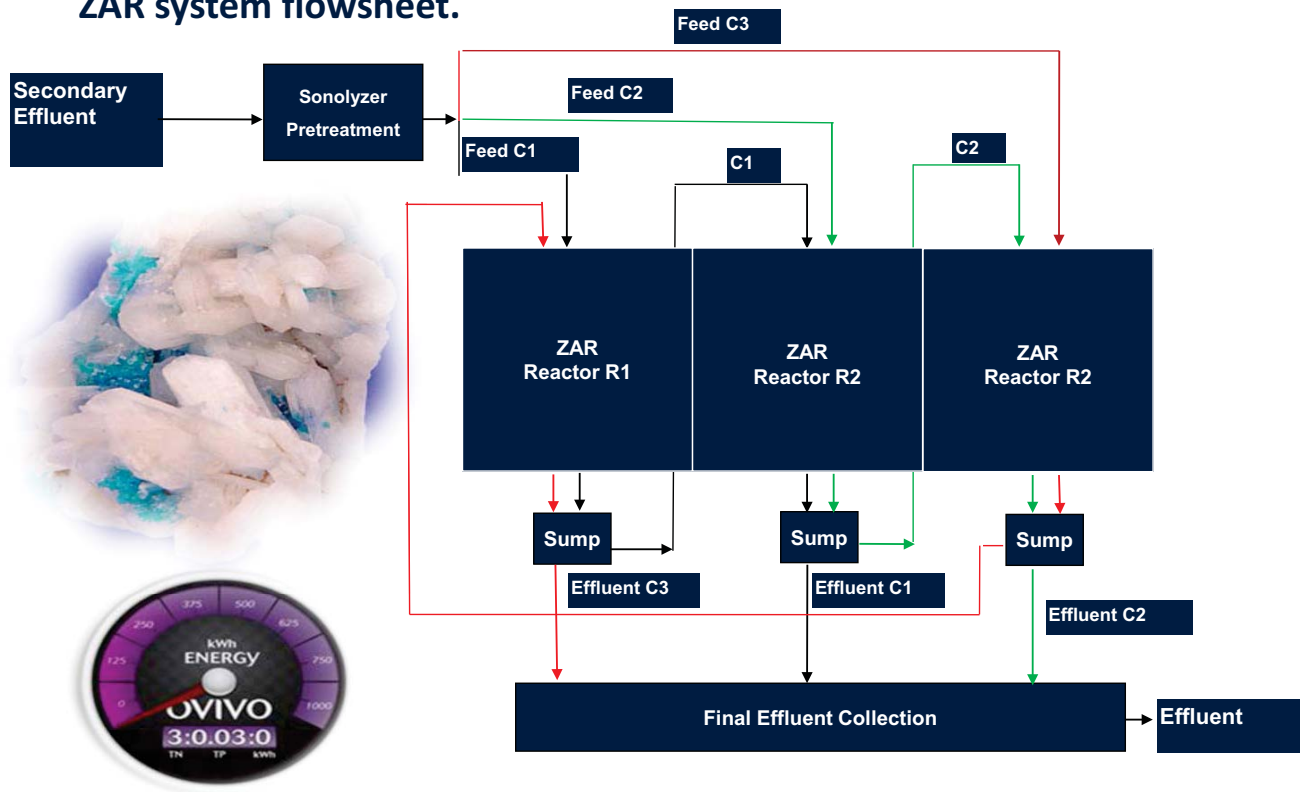 ZAR system flowsheet.
Feed C3
Secondary
Effluent
Sonolyzer
Pretreatment
Feed C2
Feed C1
C1
C2
ZAR
Reactor R1
ZAR
Reactor R2
ZAR
Reactor R2
Sump
Sump
Sump
Effluent C3
Effluent C1
Effluent C2
Final Effluent Collection
Effluent
0
125
250
375
500
625
750
1000
kWh
ENERGY
OVIVO
3:0.03:0
TN TP kWh